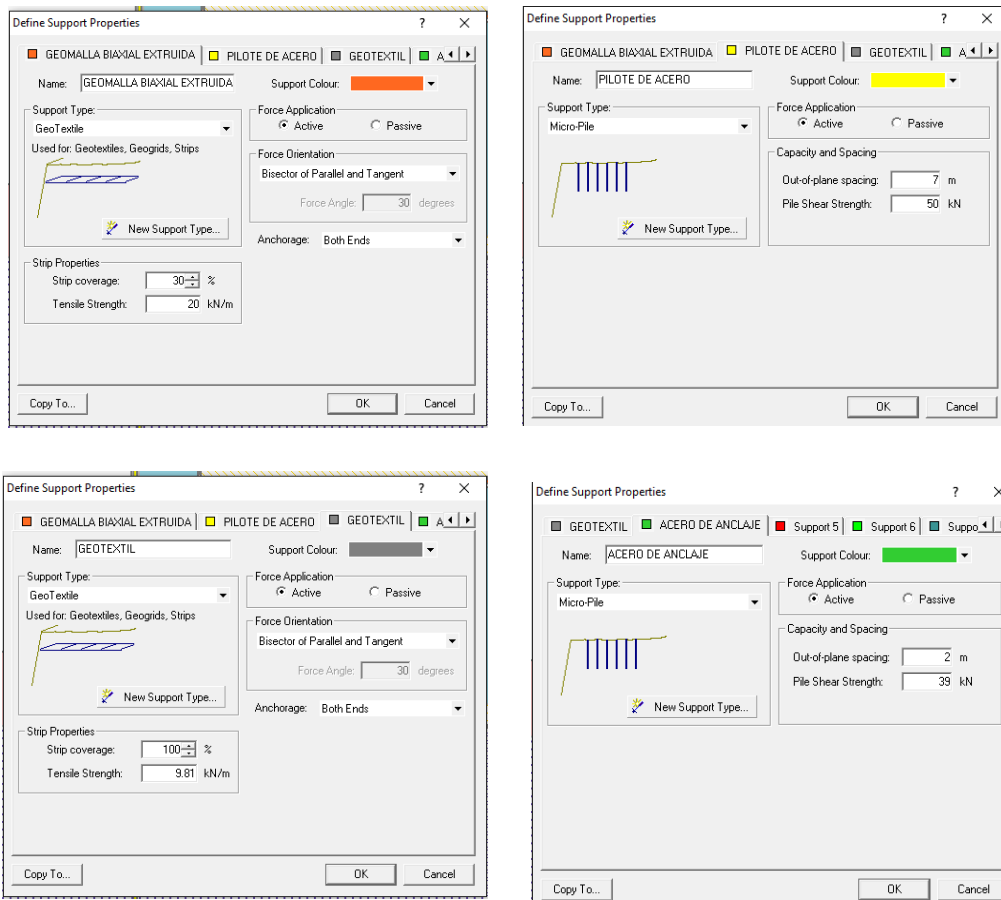 Define Support Properties ? X
GEOMALLA BIAXIAL EXTRUIDA PILOTE DE ACERO GEOTEXTIL A
Name: GEOMALLA BIAXIAL EXTRUIDA Support Colour:
Support Type:
GeoTextile
Used for: Geotextiles, Geogrids, Strips
New Support Type...
Force Application
Active Passive
Force Orientation
Bisector of Parallel and Tangent
Force Angle: 30 degrees
Anchorage: Both Ends
Strip Properties
Strip coverage: 30 %
Tensile Strength: 20 kN/m
Copy To... OK Cancel
Define Support Properties ? X
GEOMALLA BIAXIAL EXTRUIDA PILOTE DE ACERO GEOTEXTIL A
Name: PILOTE DE ACERO Support Colour:
Support Type:
Micro-Pile
New Support Type...
Force Application
Active Passive
Capacity and Spacing
Out-of-plane spacing: 7 m
Pile Shear Strength: 50 kN
Copy To... OK Cancel
Define Support Properties ? X
GEOMALLA BIAXIAL EXTRUIDA PILOTE DE ACERO GEOTEXTIL A
Name: GEOTEXTIL Support Colour:
Support Type:
GeoTextile
Used for: Geotextiles, Geogrids, Strips
New Support Type...
Force Application
Active Passive
Force Orientation
Bisector of Parallel and Tangent
Force Angle: 30 degrees
Anchorage: Both Ends
Strip Properties
Strip coverage: 100 %
Tensile Strength: 9.81 kN/m
Copy To... OK Cancel
Define Support Properties ? X
GEOTEXTIL ACERO DE ANCLAJE Support 5 Support 6 Suppo
Name: ACERO DE ANCLAJE Support Colour:
Support Type:
Micro-Pile
New Support Type...
Force Application
Active Passive
Capacity and Spacing
Out-of-plane spacing: 2 m
Pile Shear Strength: 39 kN
Copy To... OK Cancel